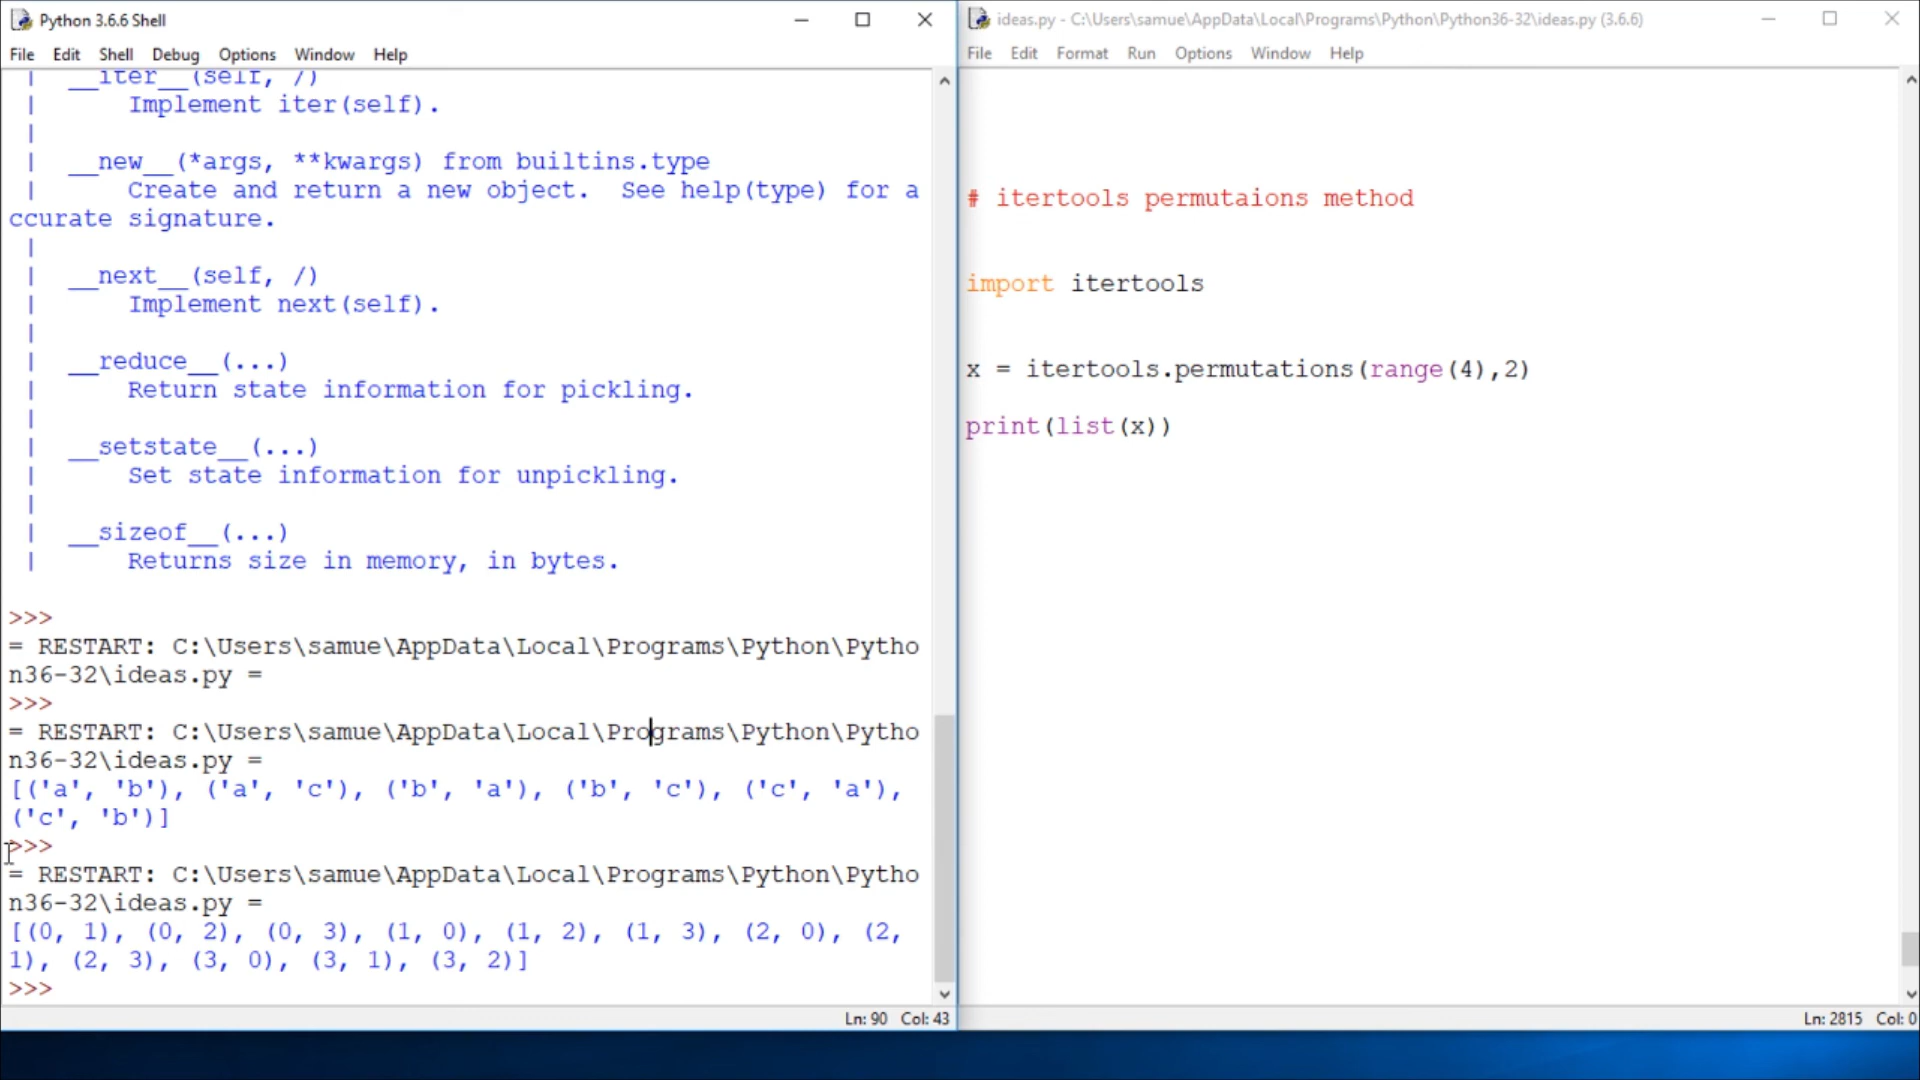 Python 3.6.6 Shell
File Edit Shell Debug Options Window Help
| __iter__(self, /)
| Implement iter(self).
|
| __new__(*args, **kwargs) from builtins.type
| Create and return a new object. See help(type) for a
ccurate signature.
|
| __next__(self, /)
| Implement next(self).
|
| __reduce__(...)
| Return state information for pickling.
|
| __setstate__(...)
| Set state information for unpickling.
|
| __sizeof__(...)
| Returns size in memory, in bytes.
>>>
= RESTART: C:\Users\samue\AppData\Local\Programs\Python\Pytho
n36-32\ideas.py =
>>>
= RESTART: C:\Users\samue\AppData\Local\Programs\Python\Pytho
n36-32\ideas.py =
[('a', 'b'), ('a', 'c'), ('b', 'a'), ('b', 'c'), ('c', 'a'),
('c', 'b')]
>>>
= RESTART: C:\Users\samue\AppData\Local\Programs\Python\Pytho
n36-32\ideas.py =
[(0, 1), (0, 2), (0, 3), (1, 0), (1, 2), (1, 3), (2, 0), (2,
1), (2, 3), (3, 0), (3, 1), (3, 2)]
>>>
Ln: 90 Col: 43
ideas.py - C:\Users\samue\AppData\Local\Programs\Python\Python36-32\ideas.py (3.6.6)
File Edit Format Run Options Window Help
# itertools permutaions method
import itertools
x = itertools.permutations(range(4),2)
print(list(x))
Ln: 2815 Col: 0